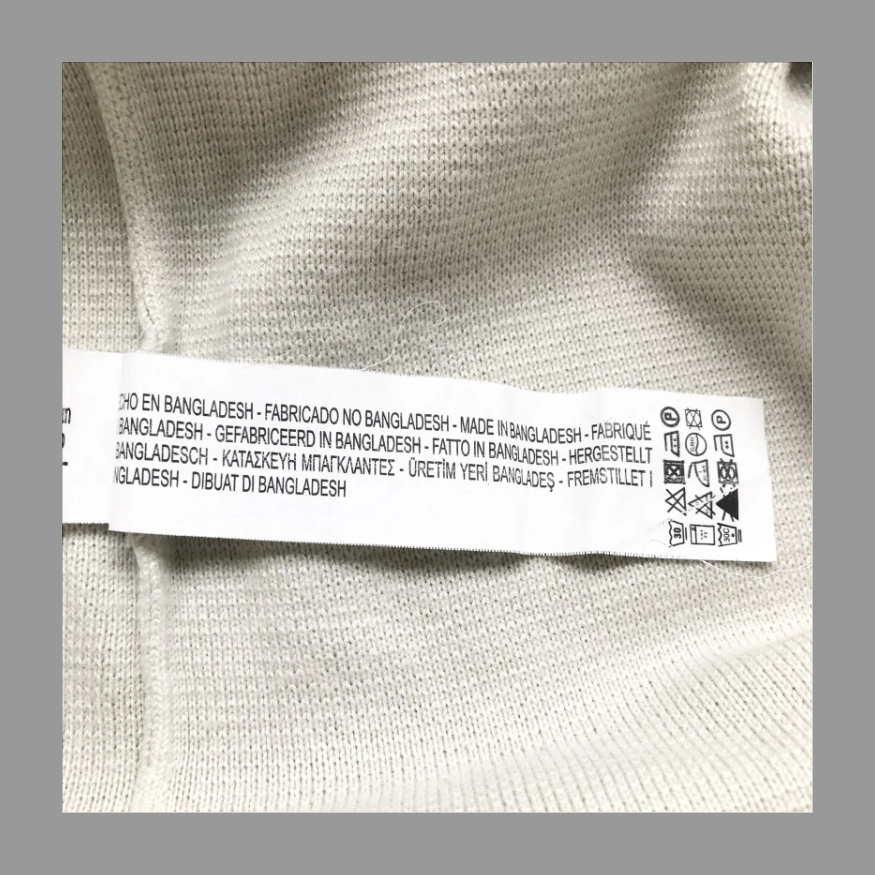 CHO EN BANGLADESH - FABRICADO NO BANGLADESH - MADE IN BANGLADESH - FABRIQUÉ
BANGLADESH - GEFABRICEERD IN BANGLADESH - FATTO IN BANGLADESH - HERGESTELLT
BANGLADESCH - ΚΑΤΑΣΚΕΥΗ ΜΠΑΓΚΛΑΝΤΕΣ - ÜRETİM YERİ BANGLADEŞ - FREMSTILLET I
NGLADESH - DIBUAT DI BANGLADESH
P P
30